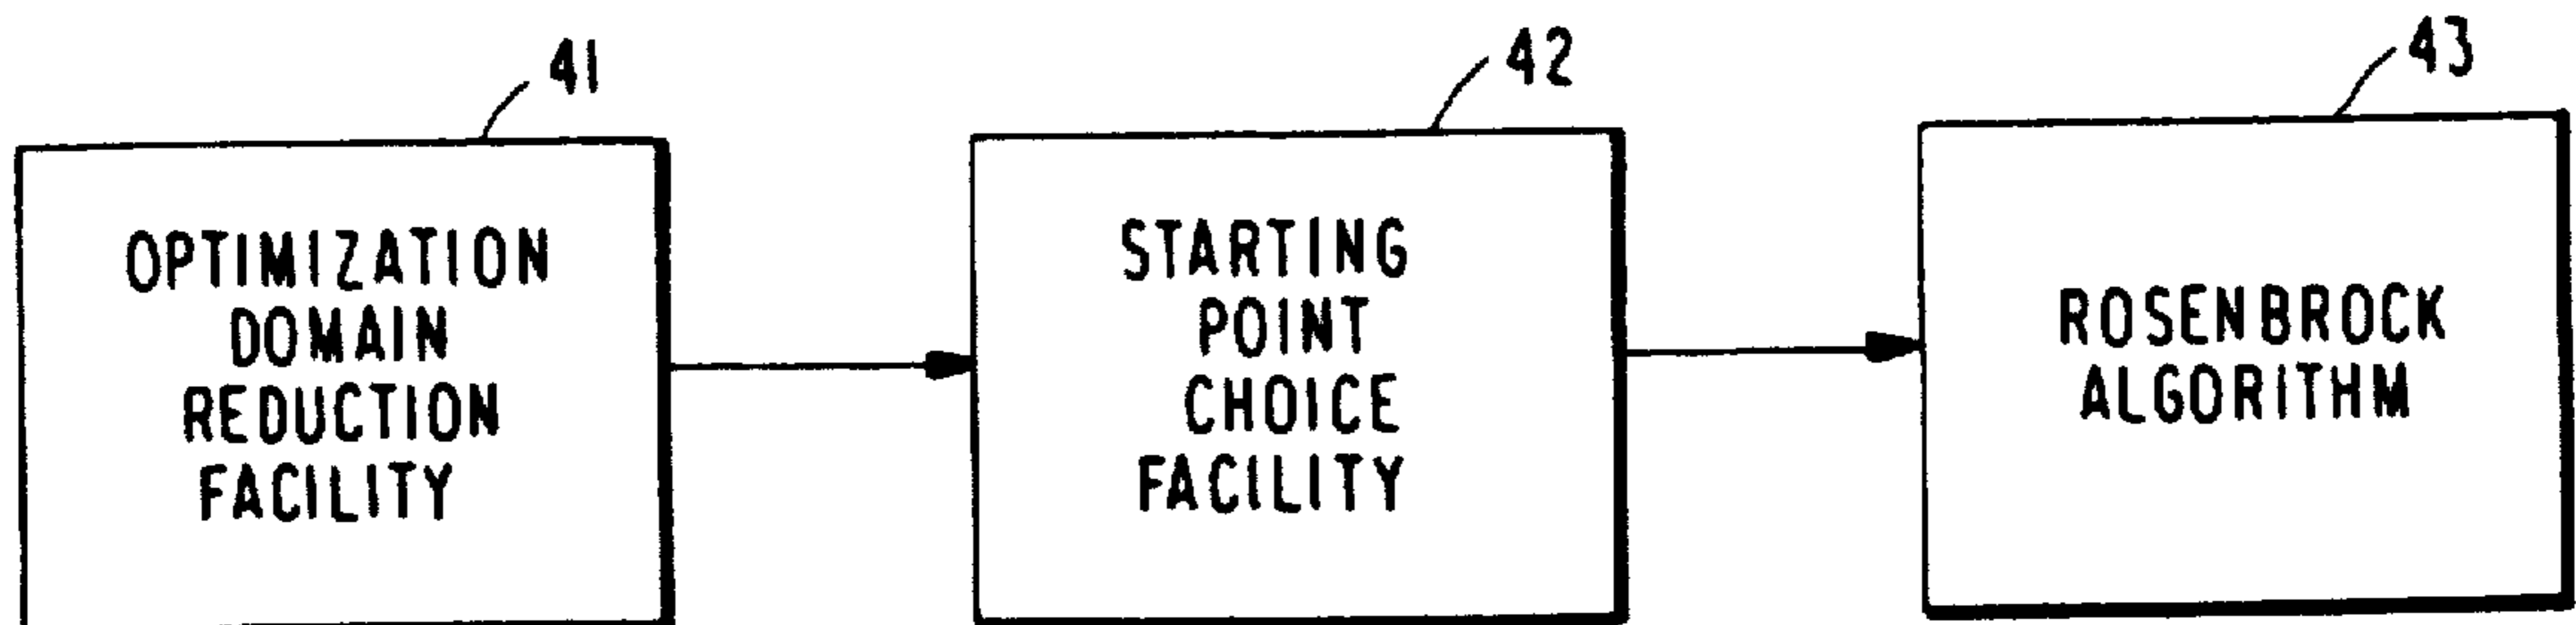 41
OPTIMIZATION
DOMAIN
REDUCTION
FACILITY
42
STARTING
POINT
CHOICE
FACILITY
43
ROSENBROCK
ALGORITHM